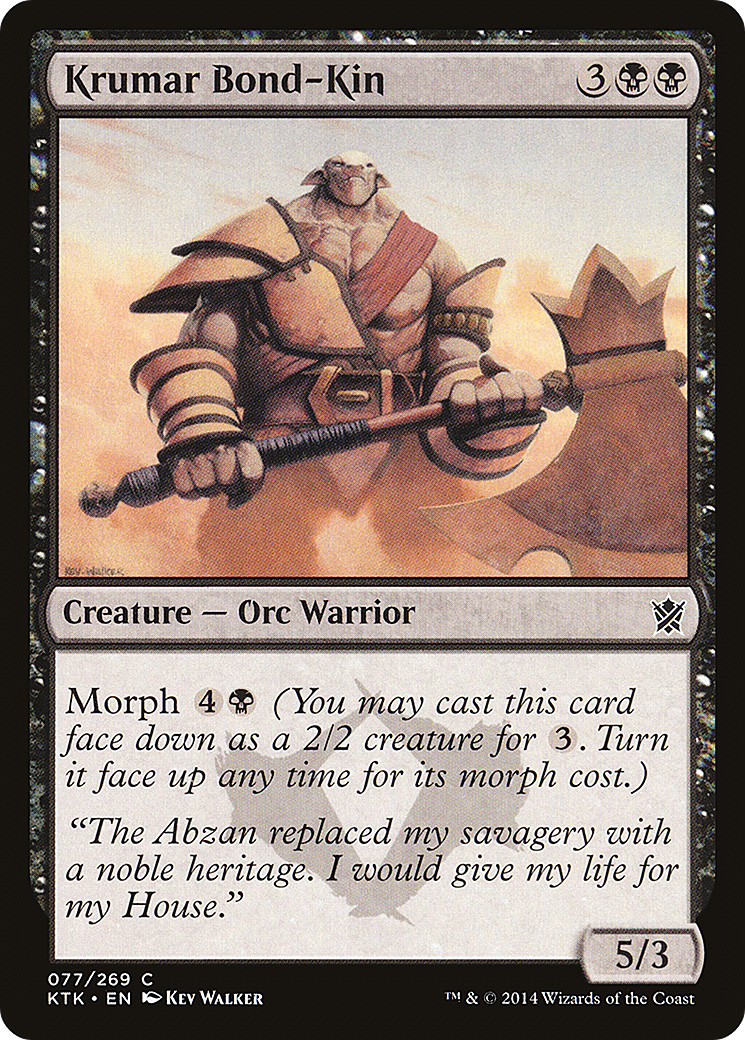 Krumar Bond-Kin
3
KEV-WALKER
Creature — Orc Warrior
Morph 4 (You may cast this card
face down as a 2/2 creature for 3. Turn
it face up any time for its morph cost.)
“The Abzan replaced my savagery with
a noble heritage. I would give my life for
my House.”
5/3
077/269 C
KTK • EN Kev Walker
™ & © 2014 Wizards of the Coast